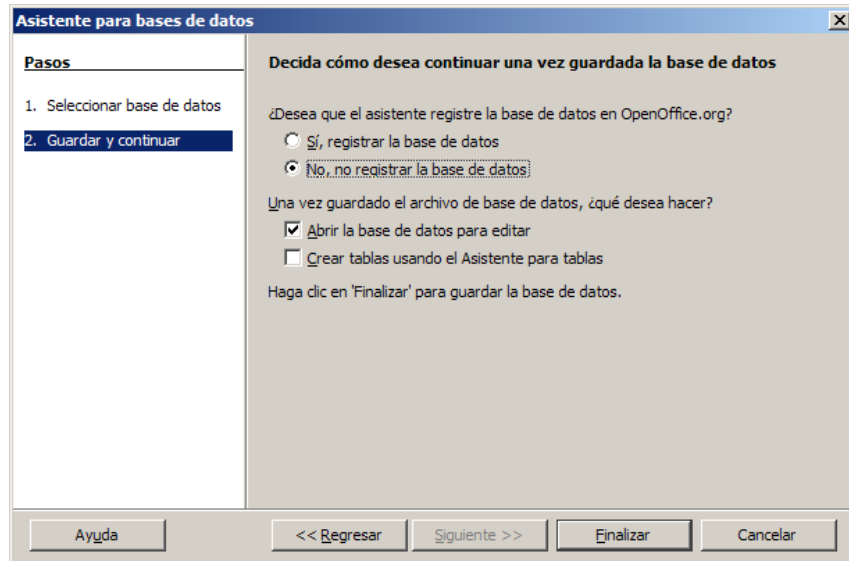 Asistente para bases de datos
Pasos
1. Seleccionar base de datos
2. Guardar y continuar
Decida cómo desea continuar una vez guardada la base de datos
¿Desea que el asistente registre la base de datos en OpenOffice.org?
Sí, registrar la base de datos
No, no registrar la base de datos
Una vez guardado el archivo de base de datos, ¿qué desea hacer?
Abrir la base de datos para editar
Crear tablas usando el Asistente para tablas
Haga clic en 'Finalizar' para guardar la base de datos.
Ayuda
<< Regresar
Siguiente >>
Finalizar
Cancelar